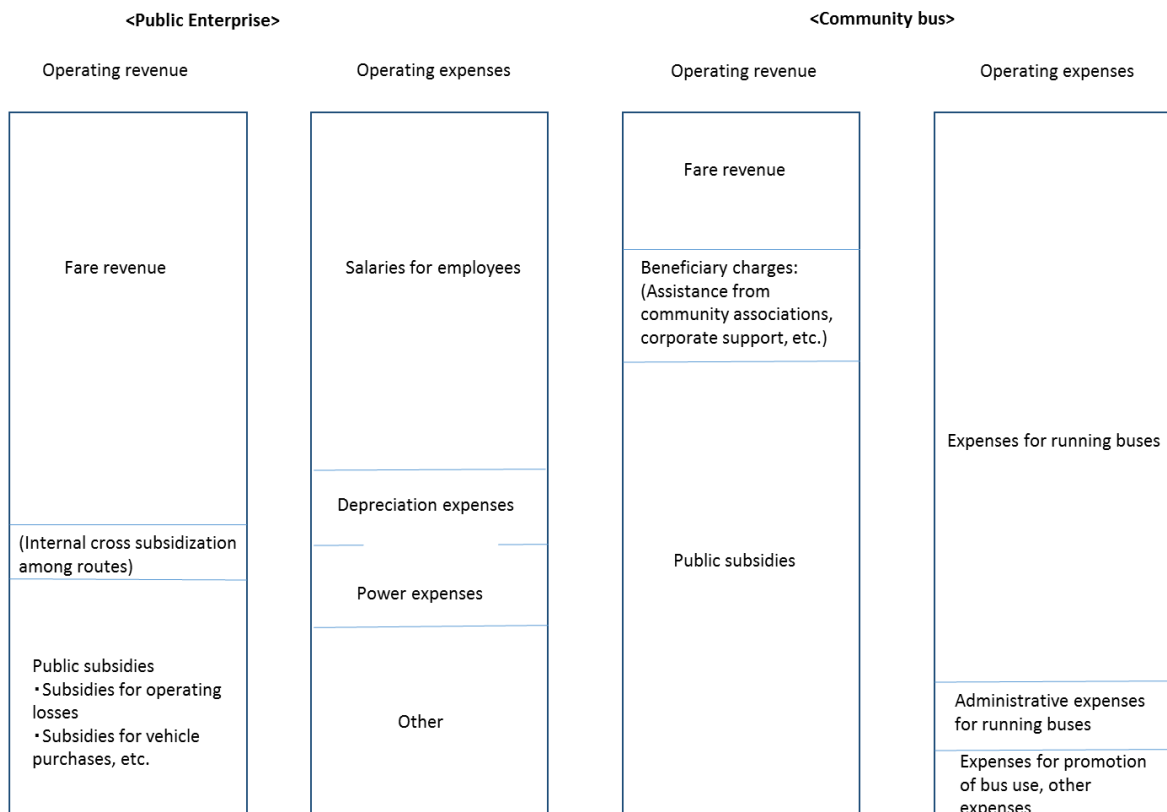 <Public Enterprise>
<Community bus>
Operating revenue
Operating expenses
Operating revenue
Operating expenses
Fare revenue
(Internal cross subsidization
among routes)
Public subsidies
・Subsidies for operating
losses
・Subsidies for vehicle
purchases, etc.
Salaries for employees
Depreciation expenses
Power expenses
Other
Fare revenue
Beneficiary charges:
(Assistance from
community associations,
corporate support, etc.)
Public subsidies
Expenses for running buses
Administrative expenses
for running buses
Expenses for promotion
of bus use, other
expenses